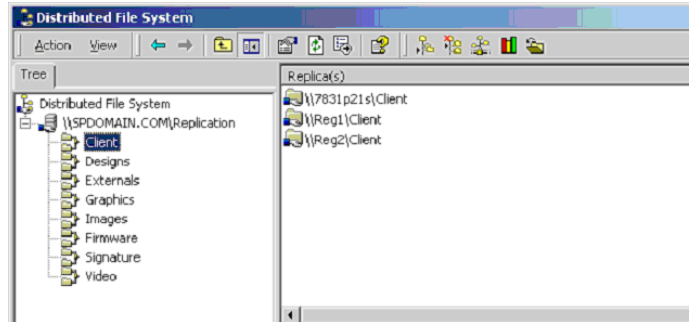 Distributed File System
Action View
Tree
Replica(s)
Distributed File System
\\SPDOMAIN.COM\Replication
Client
Designs
Externals
Graphics
Images
Firmware
Signature
Video
\\7831p21s\Client
\\Reg1\Client
\\Reg2\Client